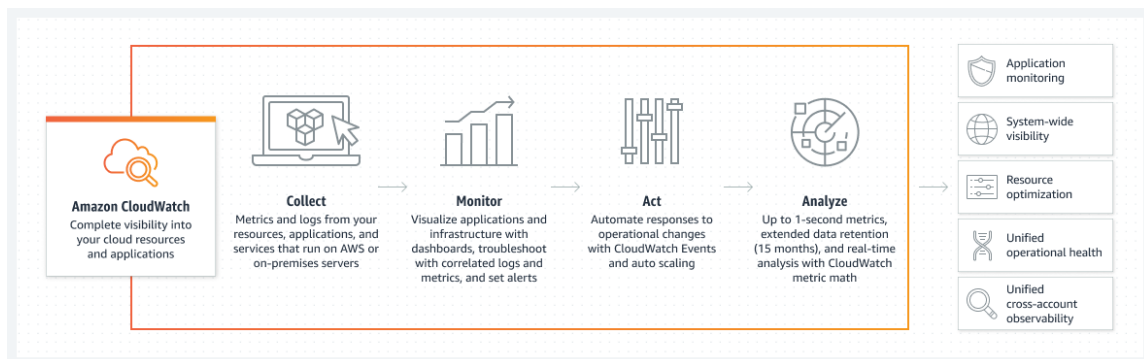 Amazon CloudWatch
Complete visibility into
your cloud resources
and applications
Collect
Metrics and logs from your
resources, applications, and
services that run on AWS or
on-premises servers
Monitor
Visualize applications and
infrastructure with
dashboards, troubleshoot
with correlated logs and
metrics, and set alerts
Act
Automate responses to
operational changes
with CloudWatch Events
and auto scaling
Analyze
Up to 1-second metrics,
extended data retention
(15 months), and real-time
analysis with CloudWatch
metric math
Application
monitoring
System-wide
visibility
Resource
optimization
Unified
operational health
Unified
cross-account
observability